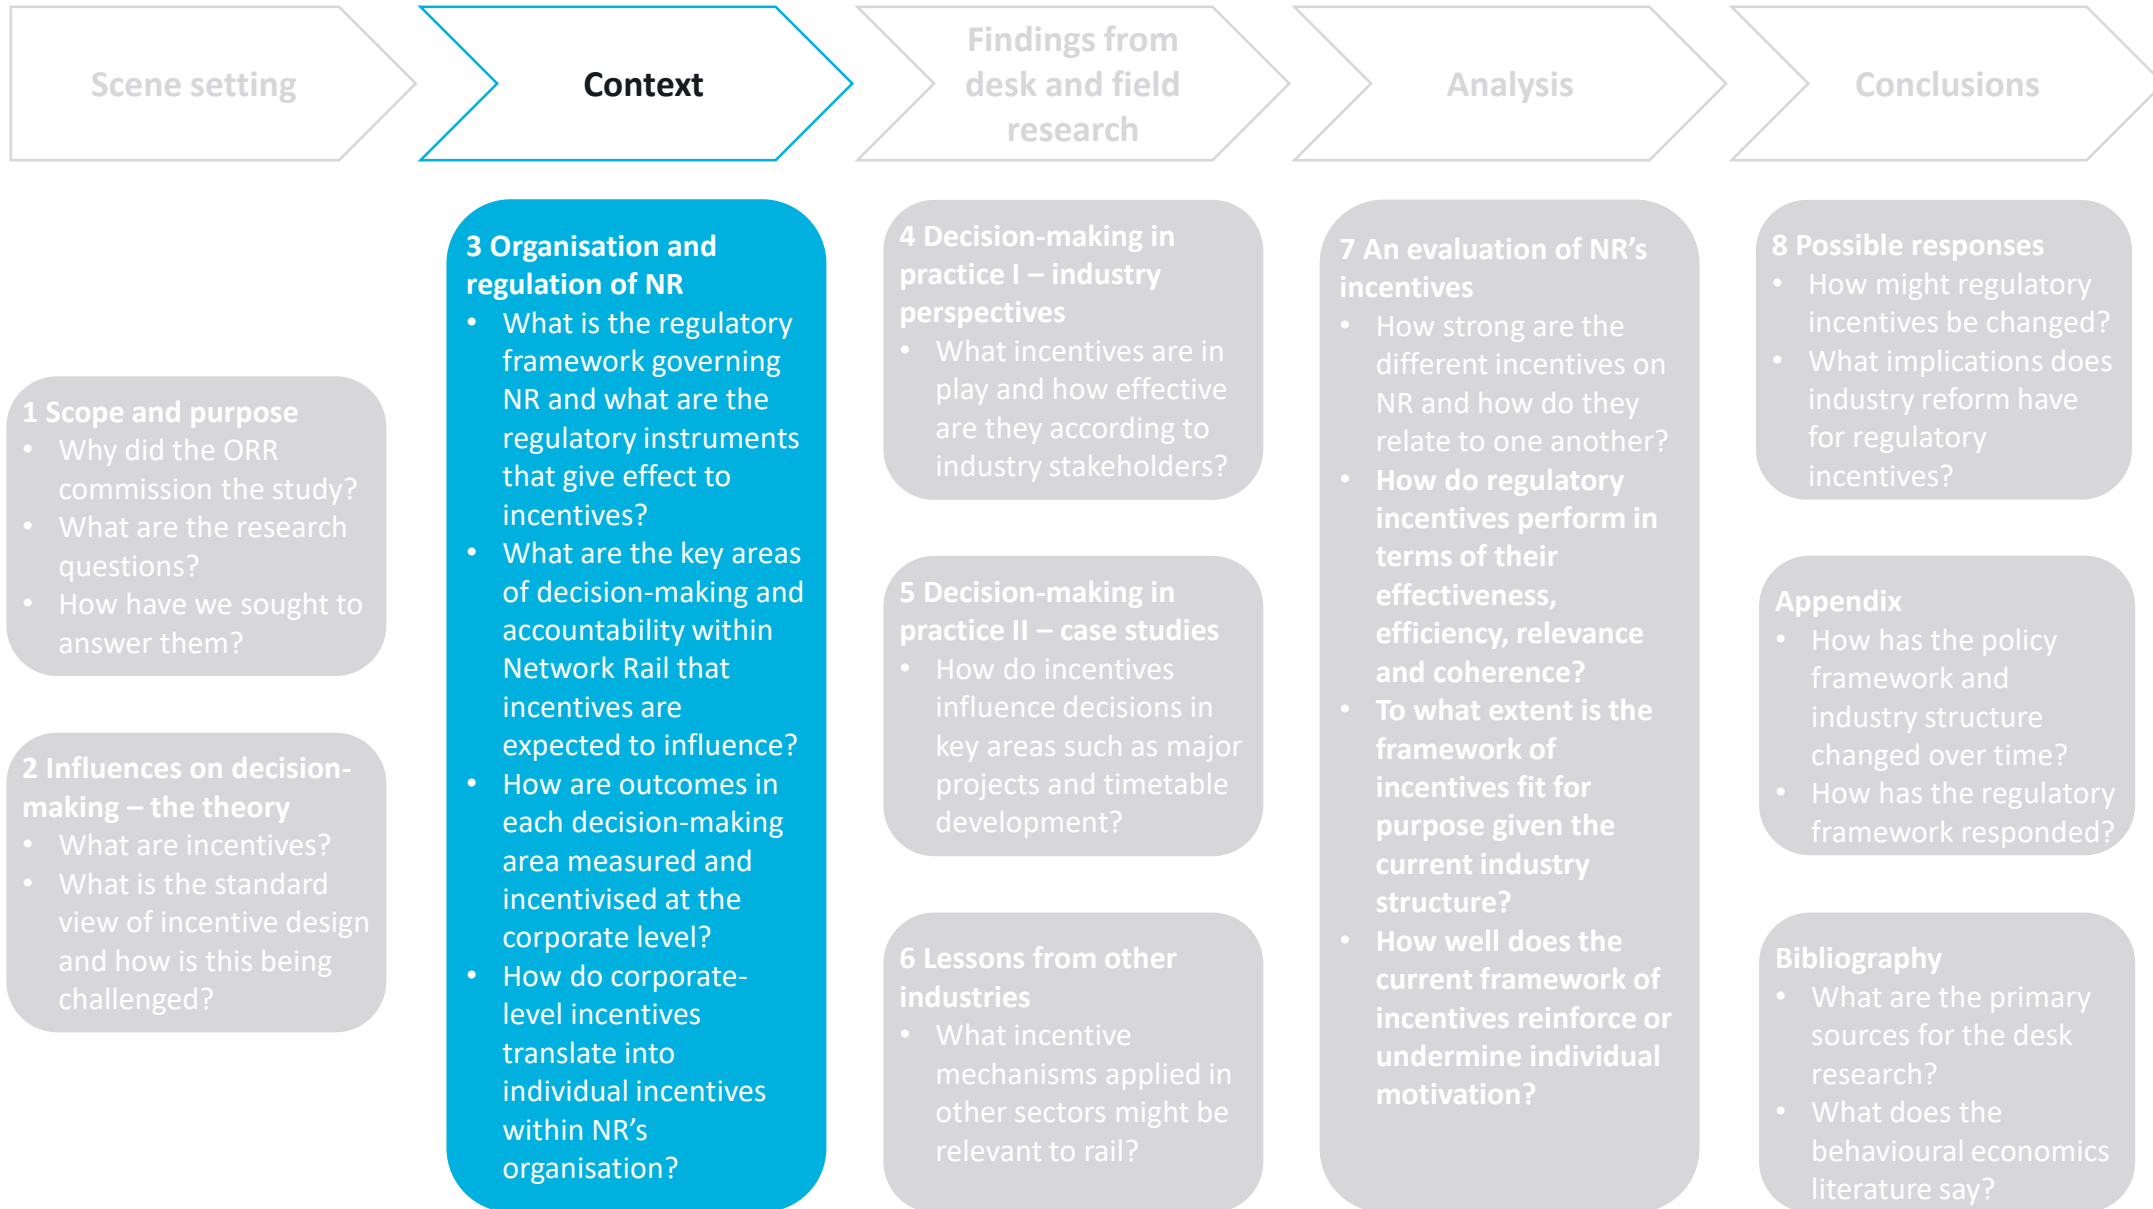 Scene setting
Context
Findings from
desk and field
research
Analysis
Conclusions
1 Scope and purpose
• Why did the ORR
commission the study?
• What are the research
questions?
• How have we sought to
answer them?
2 Influences on decision-
making – the theory
• What are incentives?
• What is the standard
view of incentive design
and how is this being
challenged?
3 Organisation and
regulation of NR
• What is the regulatory
framework governing
NR and what are the
regulatory instruments
that give effect to
incentives?
• What are the key areas
of decision-making and
accountability within
Network Rail that
incentives are
expected to influence?
• How are outcomes in
each decision-making
area measured and
incentivised at the
corporate level?
• How do corporate-
level incentives
translate into
individual incentives
within NR's
organisation?
4 Decision-making in
practice I – industry
perspectives
• What incentives are in
play and how effective
are they according to
industry stakeholders?
5 Decision-making in
practice II – case studies
• How do incentives
influence decisions in
key areas such as major
projects and timetable
development?
6 Lessons from other
industries
• What incentive
mechanisms applied in
other sectors might be
relevant to rail?
7 An evaluation of NR's
incentives
• How strong are the
different incentives on
NR and how do they
relate to one another?
• How do regulatory
incentives perform in
terms of their
effectiveness,
efficiency, relevance
and coherence?
• To what extent is the
framework of
incentives fit for
purpose given the
current industry
structure?
• How well does the
current framework of
incentives reinforce or
undermine individual
motivation?
8 Possible responses
• How might regulatory
incentives be changed?
• What implications does
industry reform have
for regulatory
incentives?
Appendix
• How has the policy
framework and
industry structure
changed over time?
• How has the regulatory
framework responded?
Bibliography
• What are the primary
sources for the desk
research?
• What does the
behavioural economics
literature say?